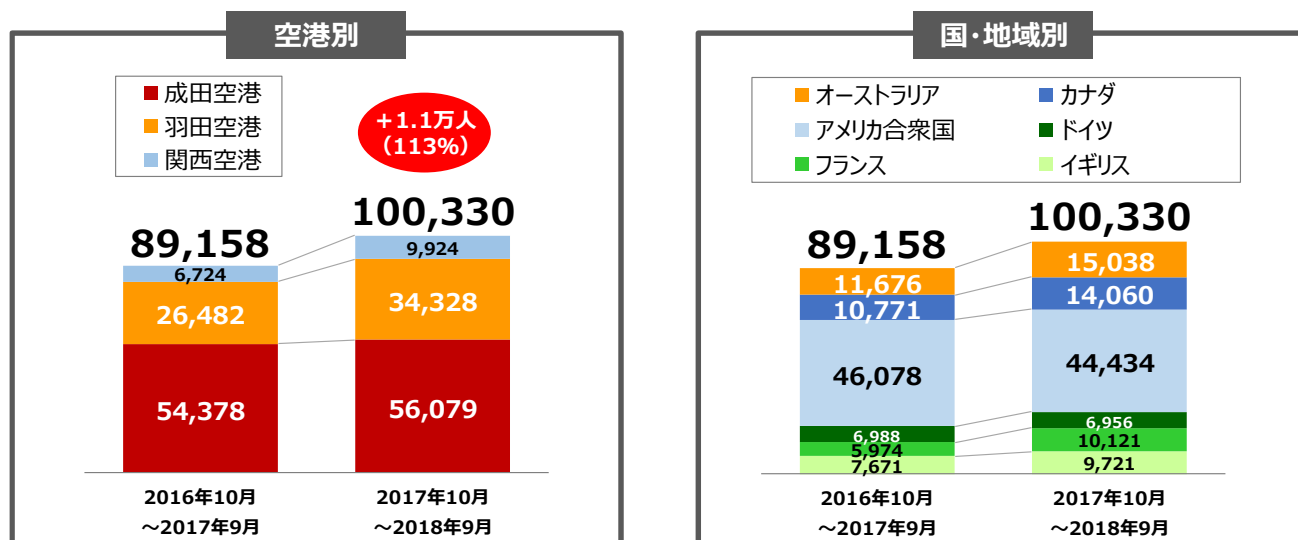 空港別
成田空港
羽田空港
関西空港
+1.1万人
（113%）
89,158
100,330
6,724
9,924
26,482
34,328
54,378
56,079
2016年10月
～2017年9月
2017年10月
～2018年9月
国・地域別
オーストラリア
カナダ
アメリカ合衆国
ドイツ
フランス
イギリス
89,158
100,330
11,676
15,038
10,771
14,060
46,078
44,434
6,988
6,956
5,974
10,121
7,671
9,721
2016年10月
～2017年9月
2017年10月
～2018年9月